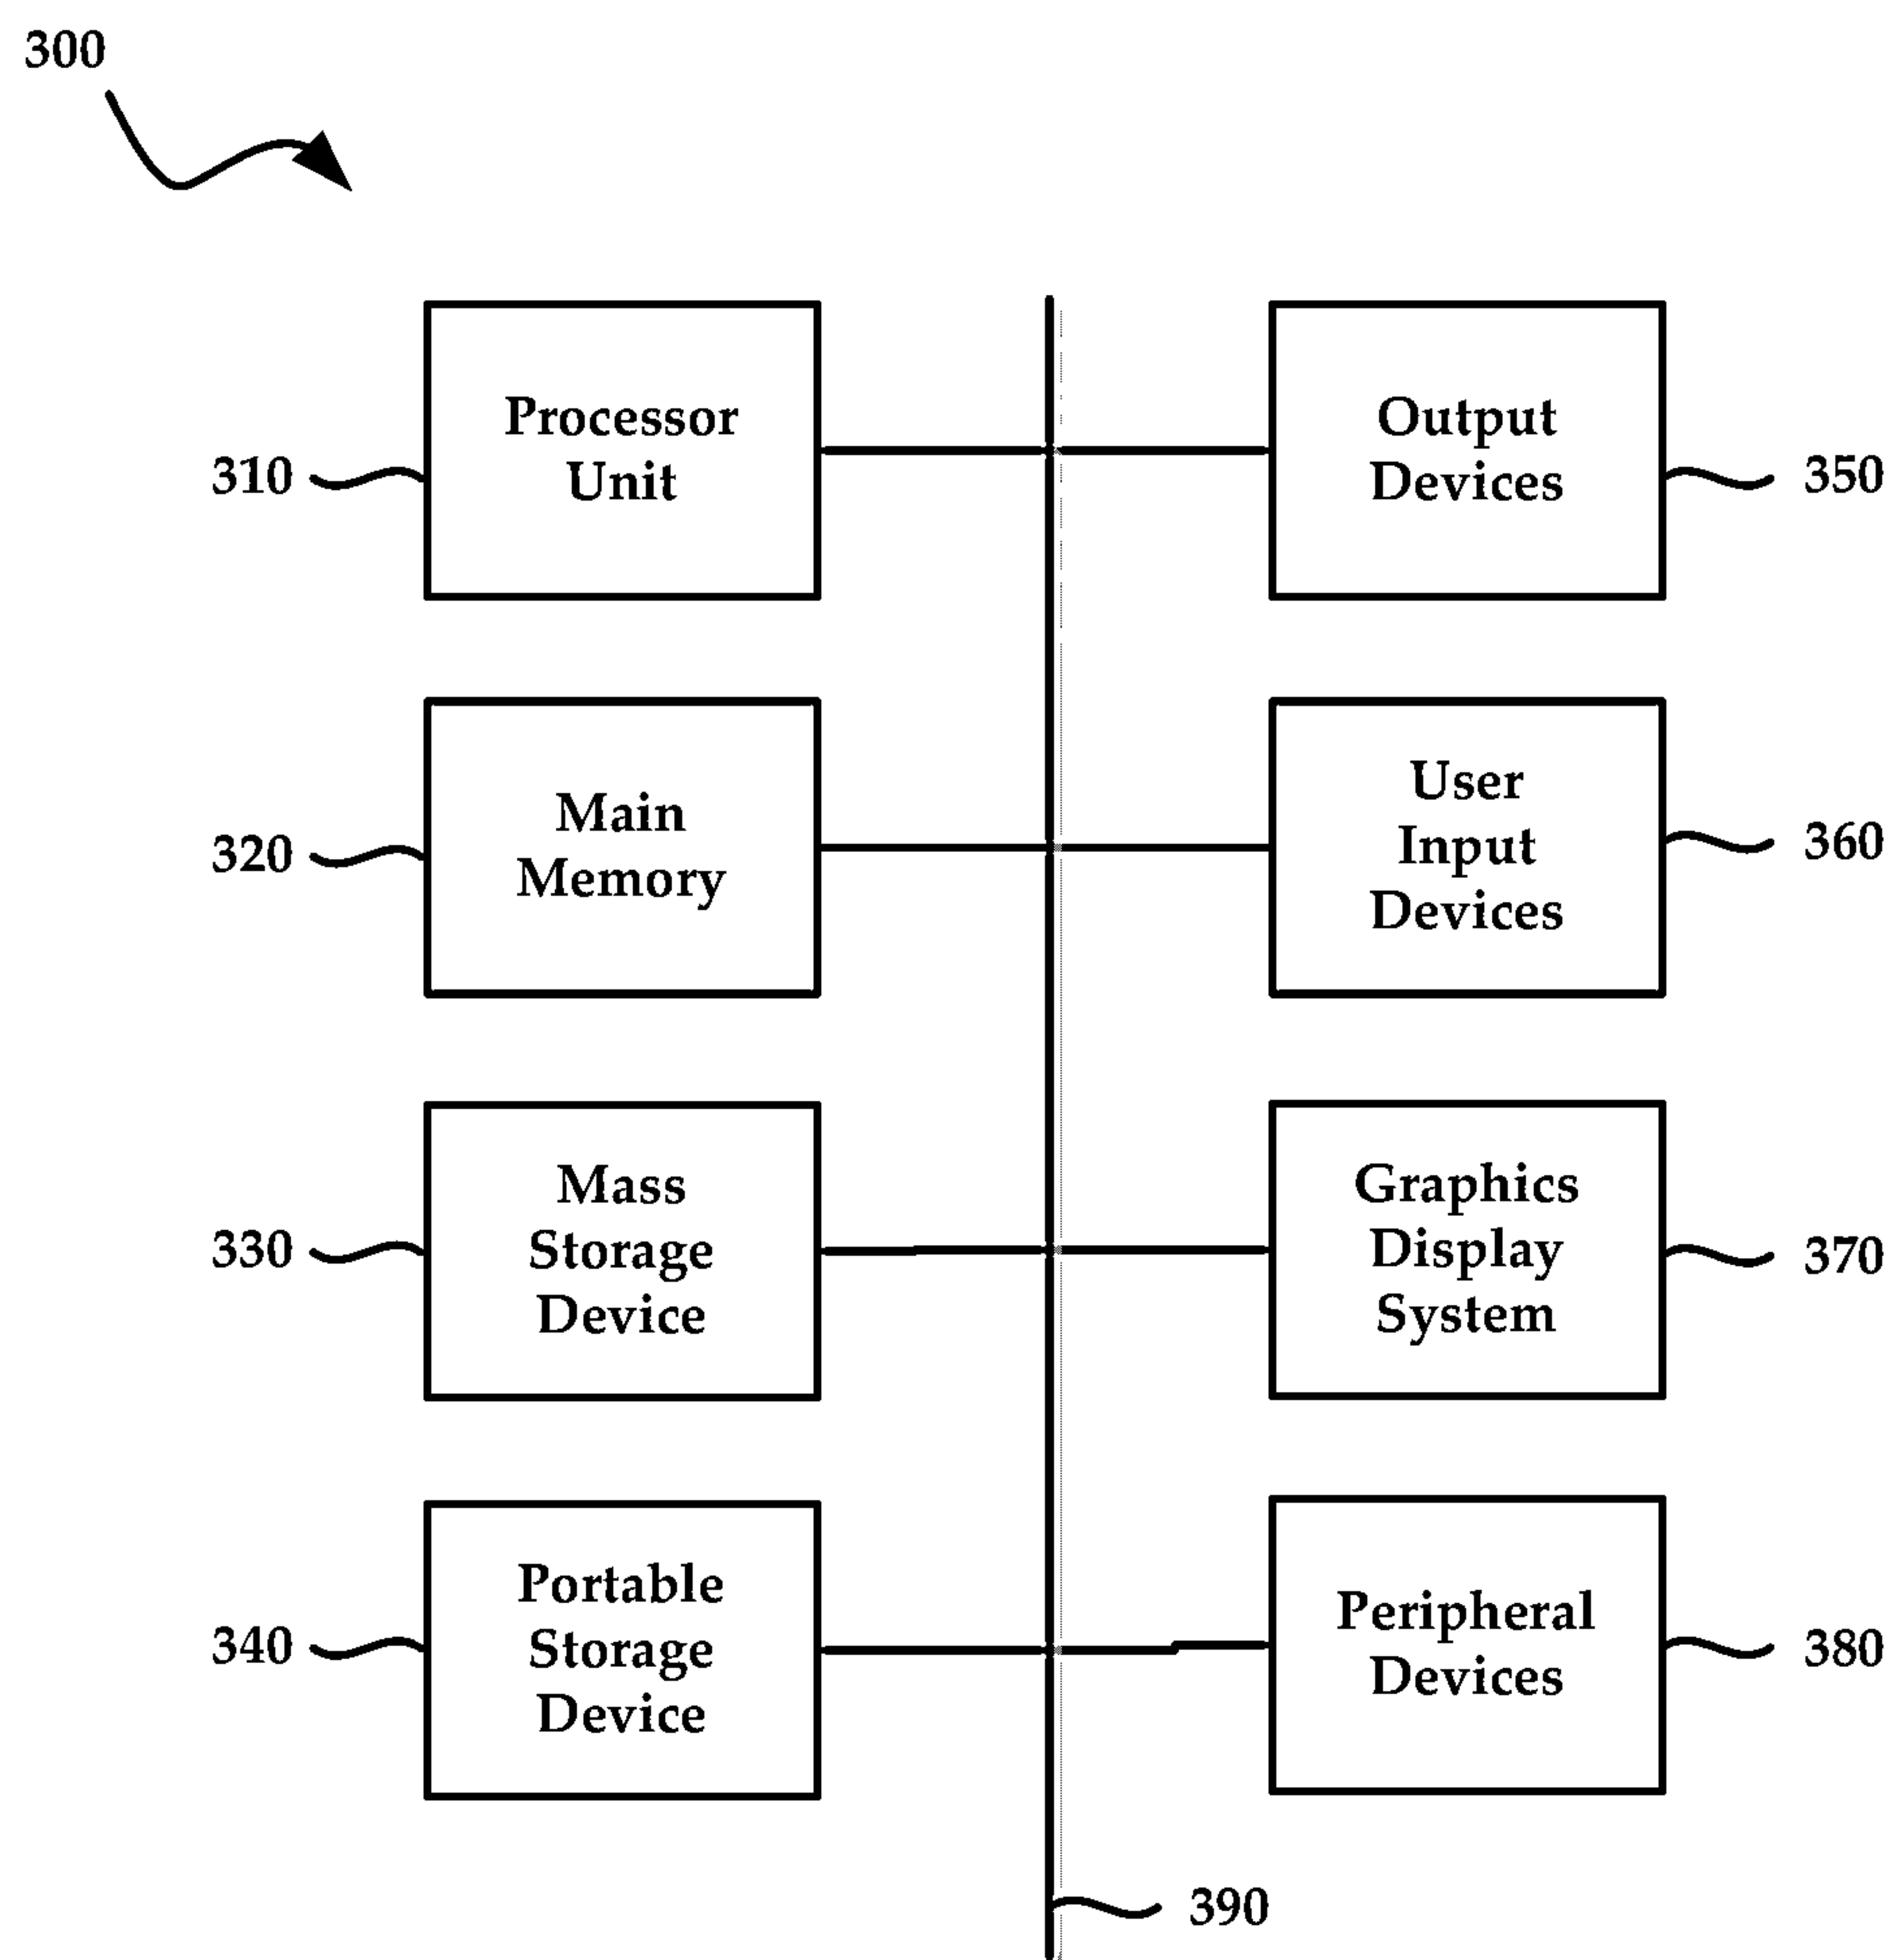 300
Processor
Unit
310
Output
Devices
350
Main
Memory
320
User
Input
Devices
360
Mass
Storage
Device
330
Graphics
Display
System
370
Portable
Storage
Device
340
Peripheral
Devices
380
390